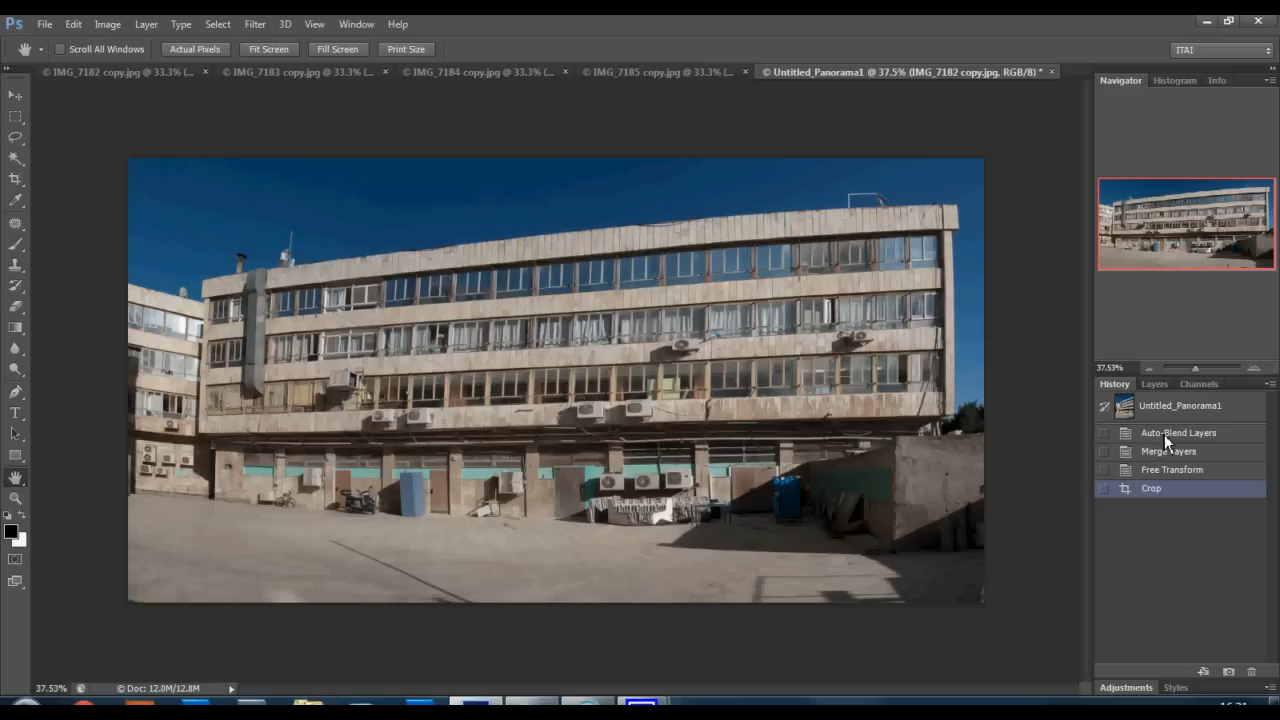 Ps File Edit Image Layer Type Select Filter 3D View Window Help
Scroll All Windows Actual Pixels Fit Screen Fill Screen Print Size ITAI
© IMG_7182 copy.jpg @ 33.3% (... × © IMG_7183 copy.jpg @ 33.3% (... × © IMG_7184 copy.jpg @ 33.3% (... × © IMG_7185 copy.jpg @ 33.3% (... × © Untitled_Panorama1 @ 37.5% (IMG_7182 copy.jpg, RGB/8) * ×
Navigator Histogram Info
37.53%
History Layers Channels
Untitled_Panorama1
Auto-Blend Layers
Merge Layers
Free Transform
Crop
37.53% © Doc: 12.0M/12.8M
Adjustments Styles